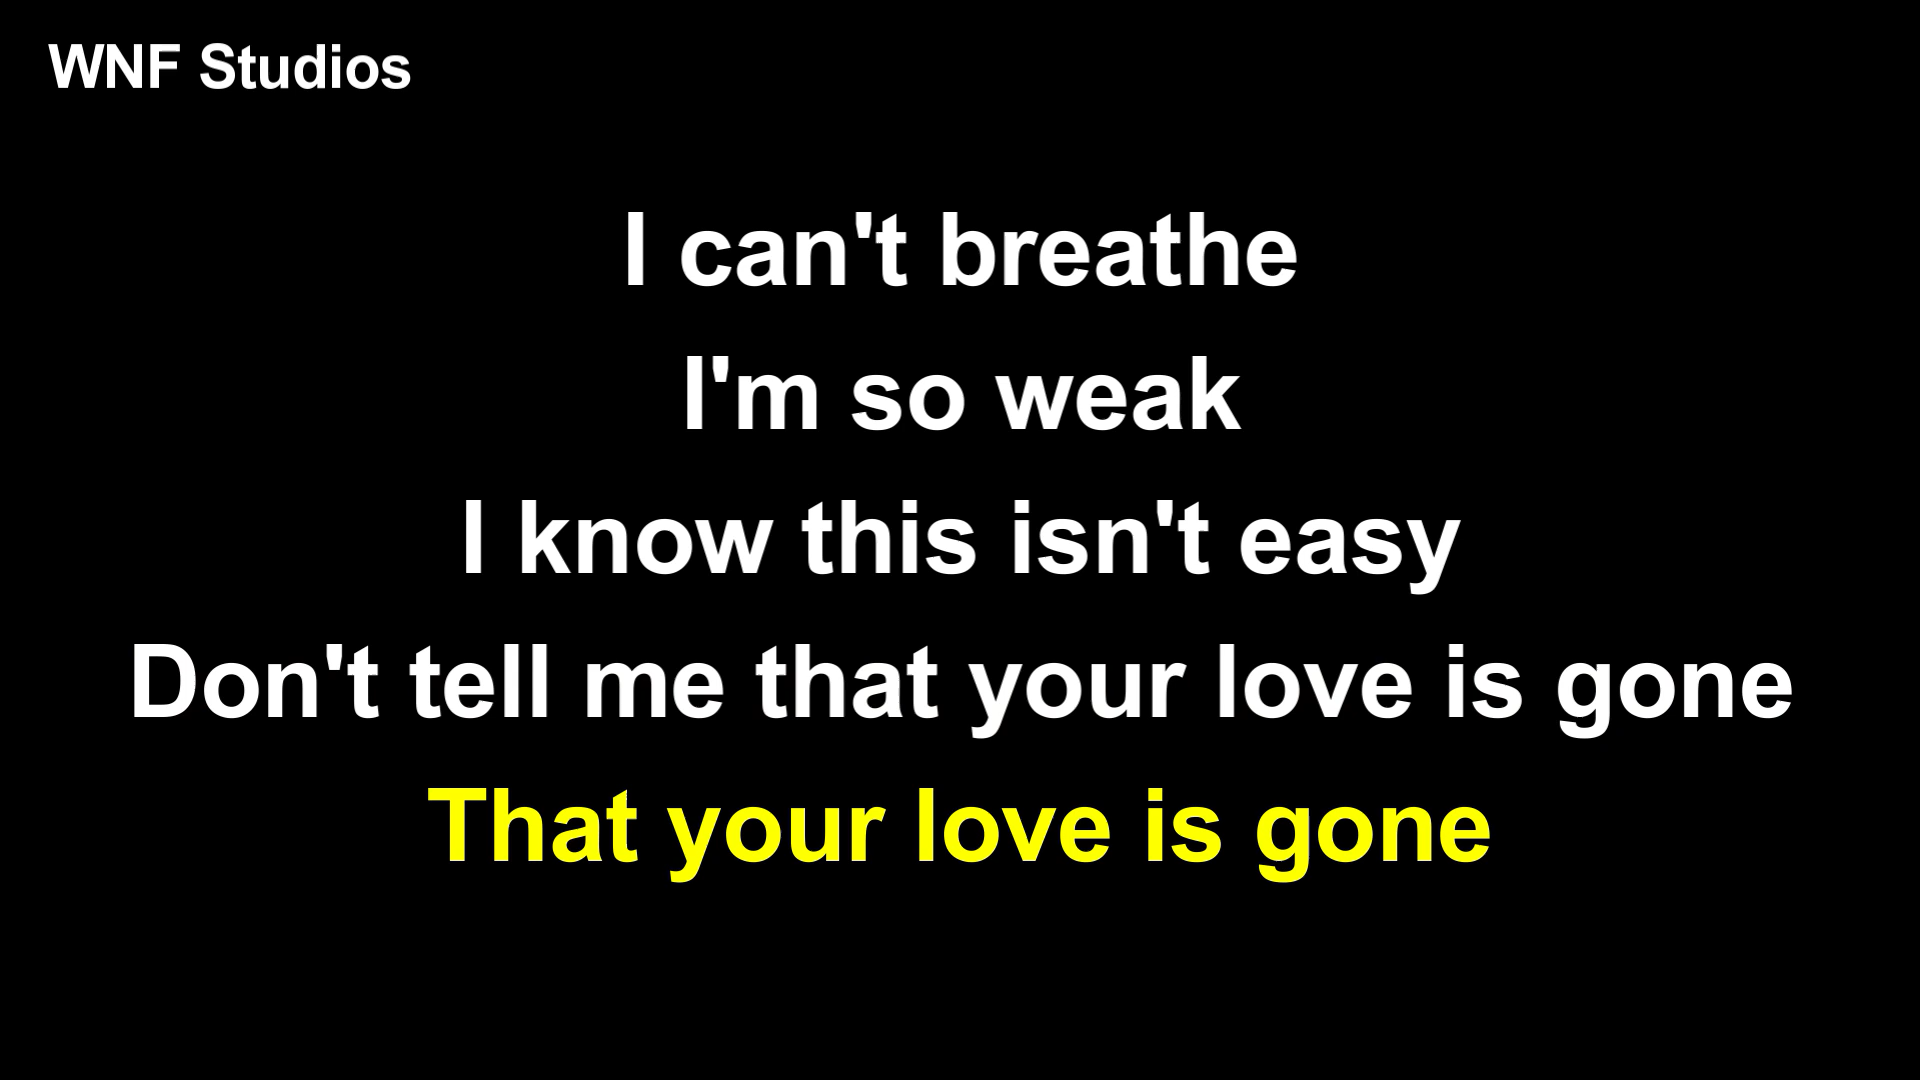 WNF Studios
I can't breathe
I'm so weak
I know this isn't easy
Don't tell me that your love is gone
That your love is gone